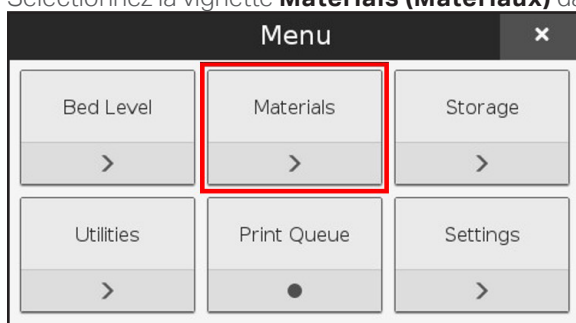 Sélectionnez la vignette Materials (Matériaux) da
Menu ×
Bed Level Materials Storage
> > >
Utilities Print Queue Settings
> ● >